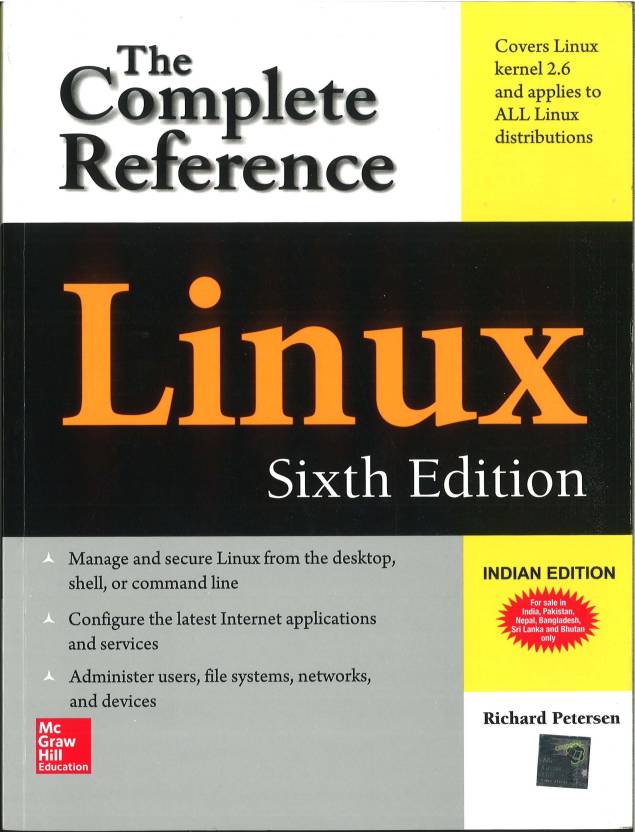 The
Complete
Reference
Covers Linux
kernel 2.6
and applies to
ALL Linux
distributions
Linux
Sixth Edition
Manage and secure Linux from the desktop,
shell, or command line
Configure the latest Internet applications
and services
Administer users, file systems, networks,
and devices
INDIAN EDITION
For sale in
India, Pakistan,
Nepal, Bangladesh,
Sri Lanka and Bhutan
only
Richard Petersen
Mc
Graw
Hill
Education